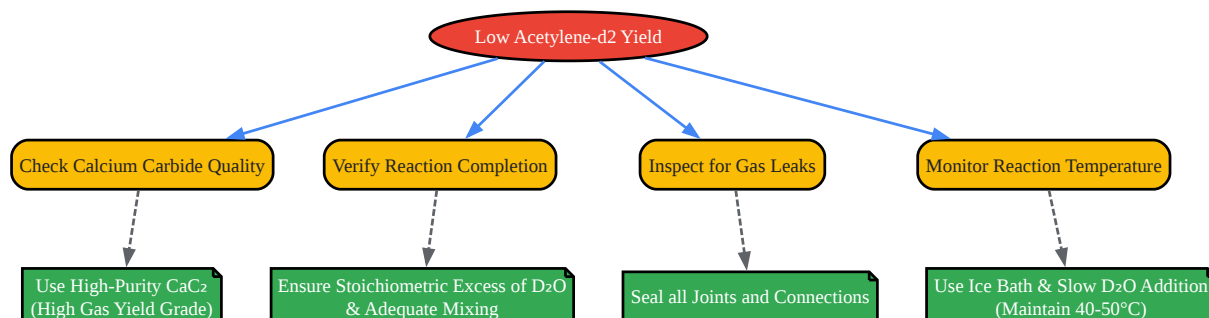 Low Acetylene-d2 Yield
Check Calcium Carbide Quality
Verify Reaction Completion
Inspect for Gas Leaks
Monitor Reaction Temperature
Use High-Purity CaC₂
(High Gas Yield Grade)
Ensure Stoichiometric Excess of D₂O
& Adequate Mixing
Seal all Joints and Connections
Use Ice Bath & Slow D₂O Addition
(Maintain 40-50°C)